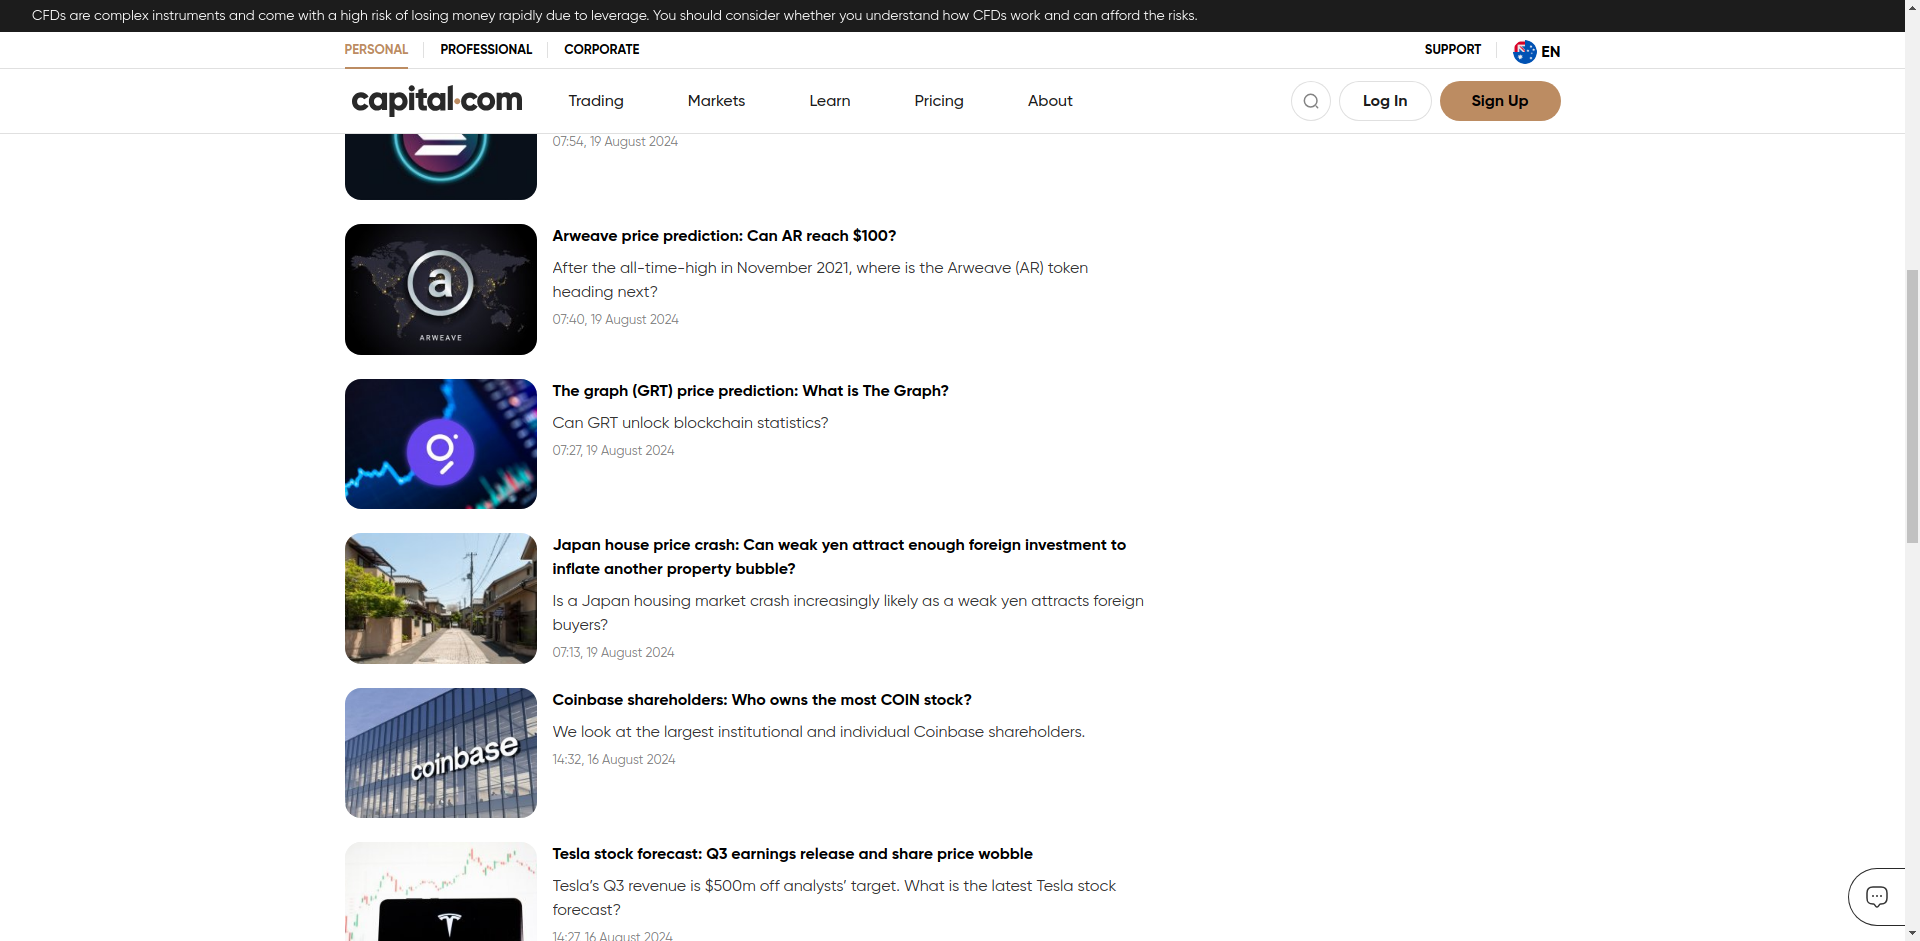 CFDs are complex instruments and come with a high risk of losing money rapidly due to leverage. You should consider whether you understand how CFDs work and can afford the risks.
PERSONAL
PROFESSIONAL
CORPORATE
SUPPORT
EN
capital.com
Trading
Markets
Learn
Pricing
About
Log In
Sign Up
07:54, 19 August 2024
a
ARWEAVE
Arweave price prediction: Can AR reach $100?
After the all-time-high in November 2021, where is the Arweave (AR) token
heading next?
07:40, 19 August 2024
The graph (GRT) price prediction: What is The Graph?
Can GRT unlock blockchain statistics?
07:27, 19 August 2024
Japan house price crash: Can weak yen attract enough foreign investment to
inflate another property bubble?
Is a Japan housing market crash increasingly likely as a weak yen attracts foreign
buyers?
07:13, 19 August 2024
coinbase
Coinbase shareholders: Who owns the most COIN stock?
We look at the largest institutional and individual Coinbase shareholders.
14:32, 16 August 2024
Tesla stock forecast: Q3 earnings release and share price wobble
Tesla’s Q3 revenue is $500m off analysts’ target. What is the latest Tesla stock
forecast?
14:27, 16 August 2024